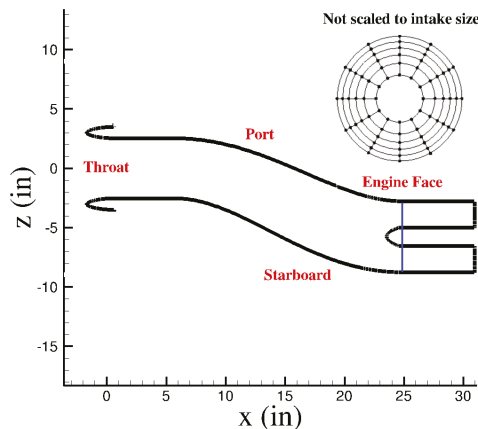 Not scaled to intake size
10
5
0
-5
-10
-15
z (in)
Port
Throat
Engine Face
Starboard
0 5 10 15 20 25 30
x (in)